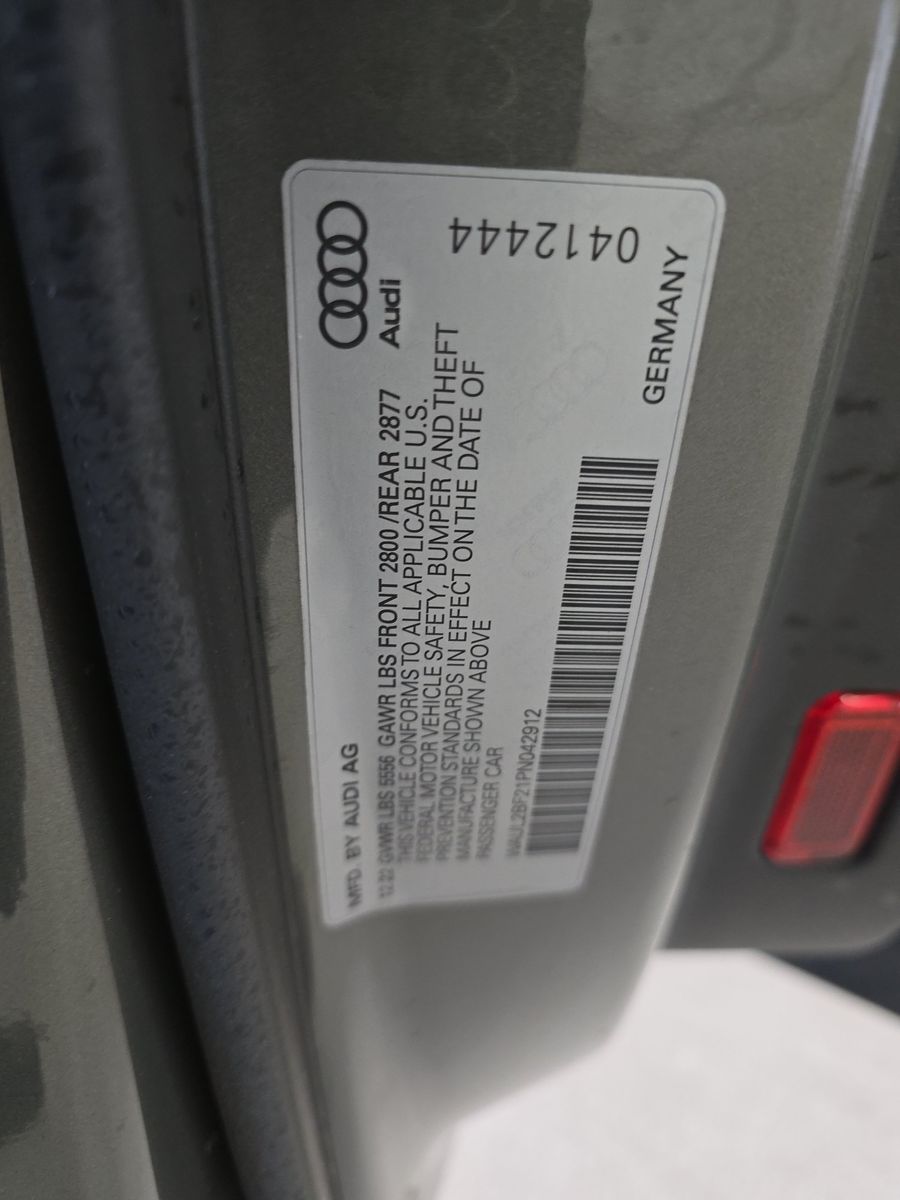 Audi
MFD. BY AUDI AG
GVWR LBS 5556 GAWR LBS FRONT 2800 /REAR 2877
THIS VEHICLE CONFORMS TO ALL APPLICABLE U.S.
FEDERAL MOTOR VEHICLE SAFETY, BUMPER AND THEFT
PREVENTION STANDARDS IN EFFECT ON THE DATE OF
MANUFACTURE SHOWN ABOVE
PASSENGER CAR
WAUL2BF21PN042912
0412444
GERMANY